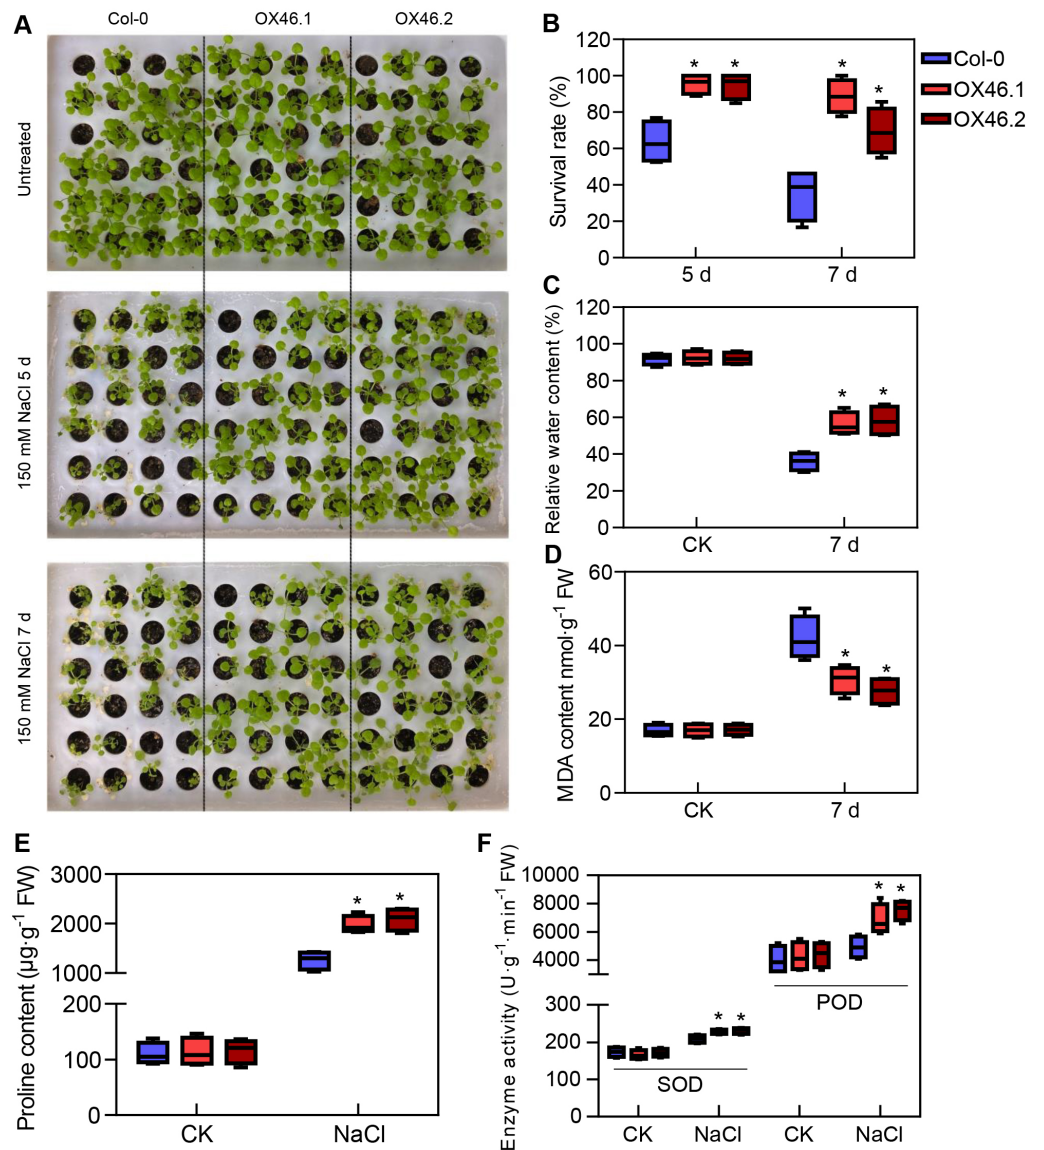 A
Col-0 OX46.1 OX46.2
Untreated
150 mM NaCl 5 d
150 mM NaCl 7 d
B
Survival rate (%)
120
100
80
60
40
20
0
* * * *
5 d 7 d
Col-0
OX46.1
OX46.2
C
Relative water content (%)
120
100
80
60
40
20
0
* *
CK 7 d
D
MDA content nmol·g⁻¹ FW
60
40
20
0
* *
CK 7 d
E
Proline content (μg·g⁻¹ FW)
3000
2000
1000
200
100
0
* *
CK NaCl
F
Enzyme activity (U·g⁻¹·min⁻¹ FW)
10000
8000
6000
4000
300
200
100
0
* *
* *
POD
SOD
CK NaCl CK NaCl